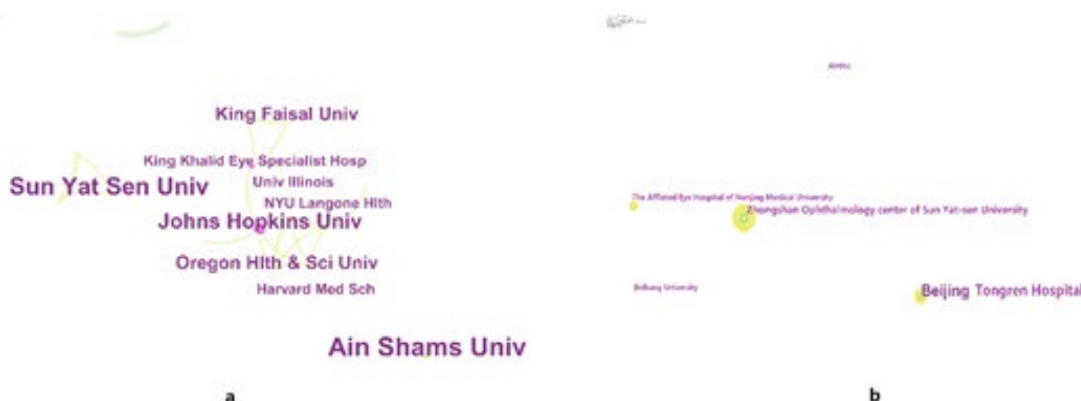 King Faisal Univ
King Khalid Eye Specialist Hosp
Sun Yat Sen Univ
Univ Illinois
NYU Langone Hlth
Johns Hopkins Univ
Oregon Hlth & Sci Univ
Harvard Med Sch
Ain Shams Univ
a
The Affiated Eye Hospital of Nanjing Medical University
Zhongshan Ophthalmology center of Sun Yat-sen University
Beihang University
Beijing Tongren Hospital
b